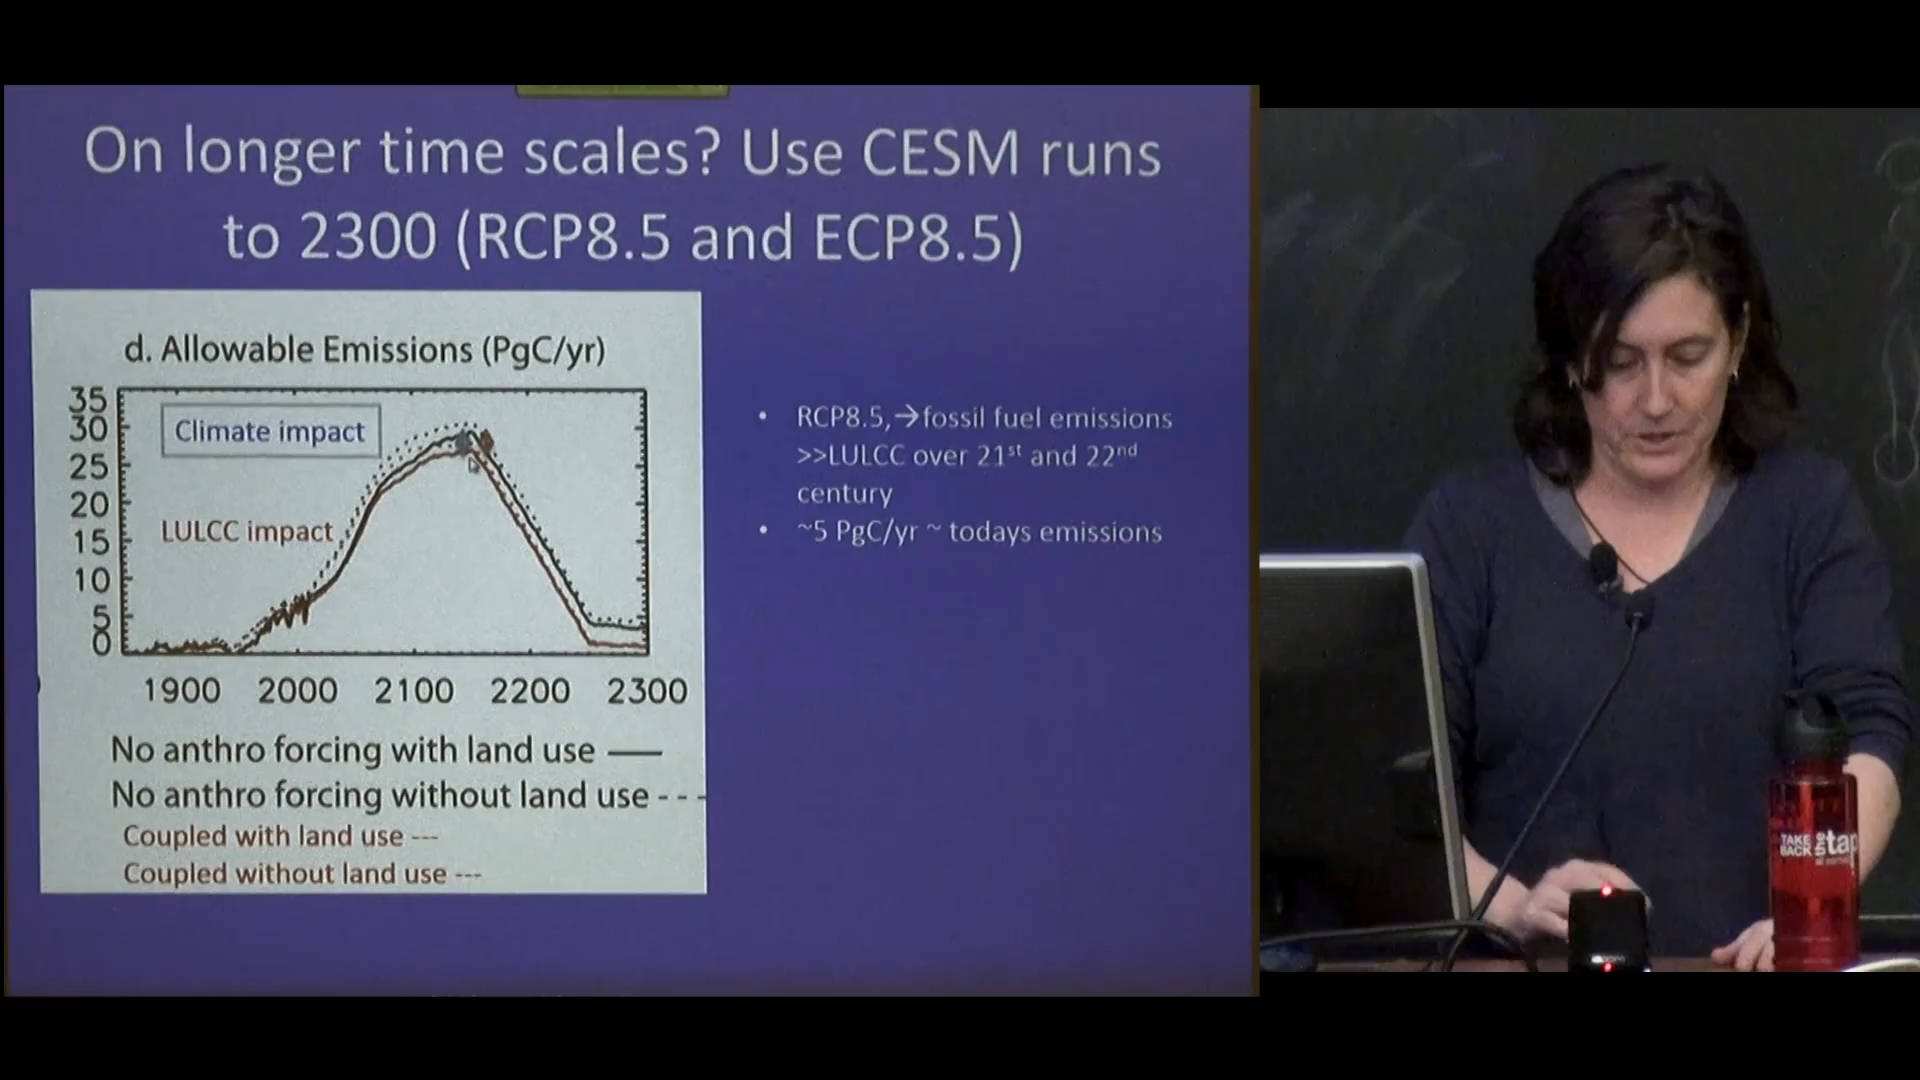 On longer time scales? Use CESM runs
to 2300 (RCP8.5 and ECP8.5)
d. Allowable Emissions (PgC/yr)
35
30
25
20
15
10
5
0
Climate impact
LULCC impact
1900 2000 2100 2200 2300
No anthro forcing with land use
No anthro forcing without land use ---
Coupled with land use ---
Coupled without land use ---
• RCP8.5,→fossil fuel emissions
>>LULCC over 21st and 22nd
century
• ~5 PgC/yr ~ todays emissions
TAKE
BACK
THE
tap